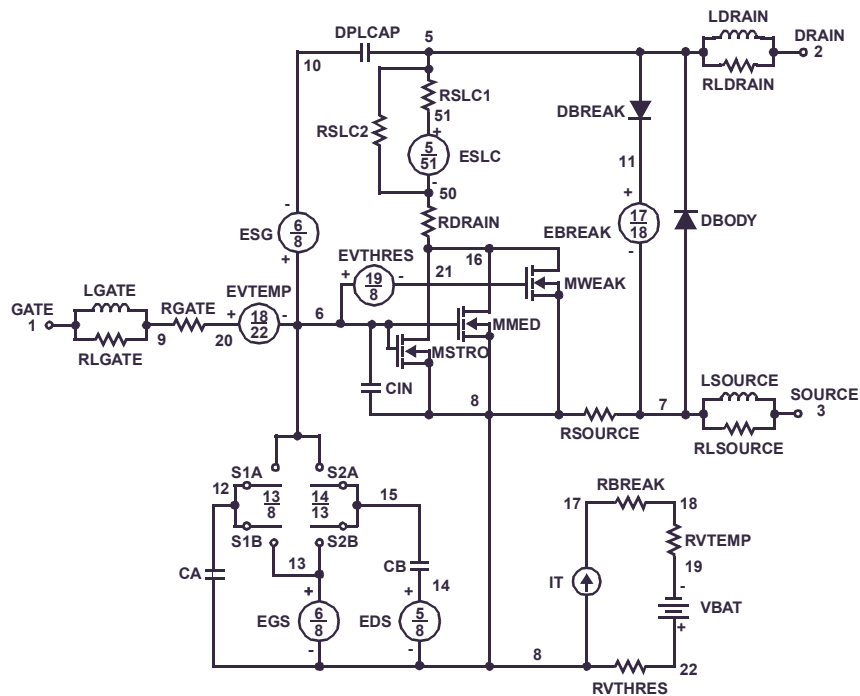 LDRAIN
DPLCAP 5 DRAIN
10 2
RSLC1 RLDRAIN
51 DBREAK
RSLC2 +
5
51
ESLC
11
- 50 +
-
RDRAIN 17
18
DBODY
ESG 6
8
EBREAK
+ EVTHRES 16 -
+ 19
8
- 21 MWEAK
LGATE EVTEMP
GATE RGATE + 18
22
- 6 MMED
1 9 20
RLGATE MSTRO
CIN LSOURCE
8 7 SOURCE
3
RSOURCE RLSOURCE
S1A S2A
12 13
8
14
13
15 RBREAK
17 18
S1B S2B RVTEMP
13 CB 19
CA 14 IT -
+ + VBAT
EGS 6
8
EDS 5
8
+
- - 8 22
RVTHRES